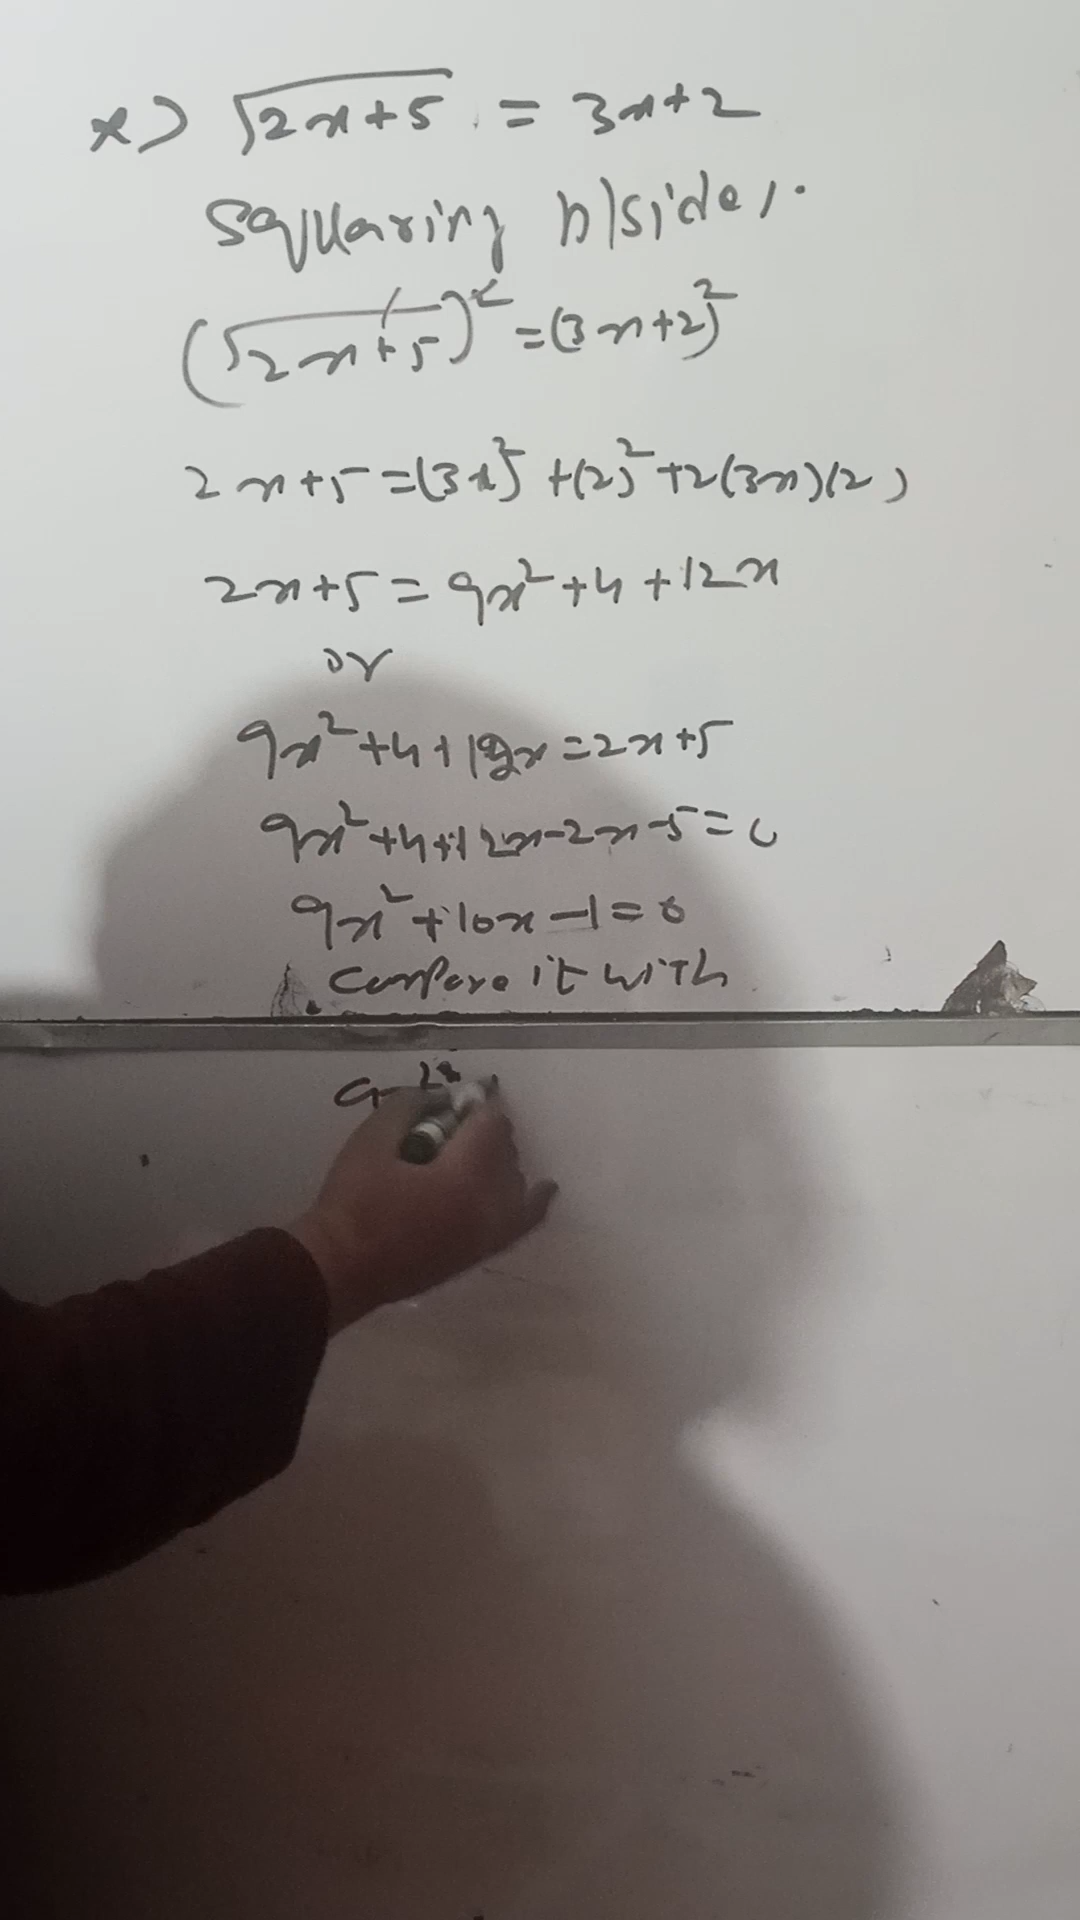 x) √2x+5 = 3x+2
Squaring b/sides.
(√2x+5)² = (3x+2)²
2x+5 = (3x)² + (2)² + 2(3x)(2)
2x+5 = 9x² + 4 + 12x
or
9x² + 4 + 12x = 2x + 5
9x² + 4 + 12x - 2x - 5 = 0
9x² + 10x - 1 = 0
Compare it with